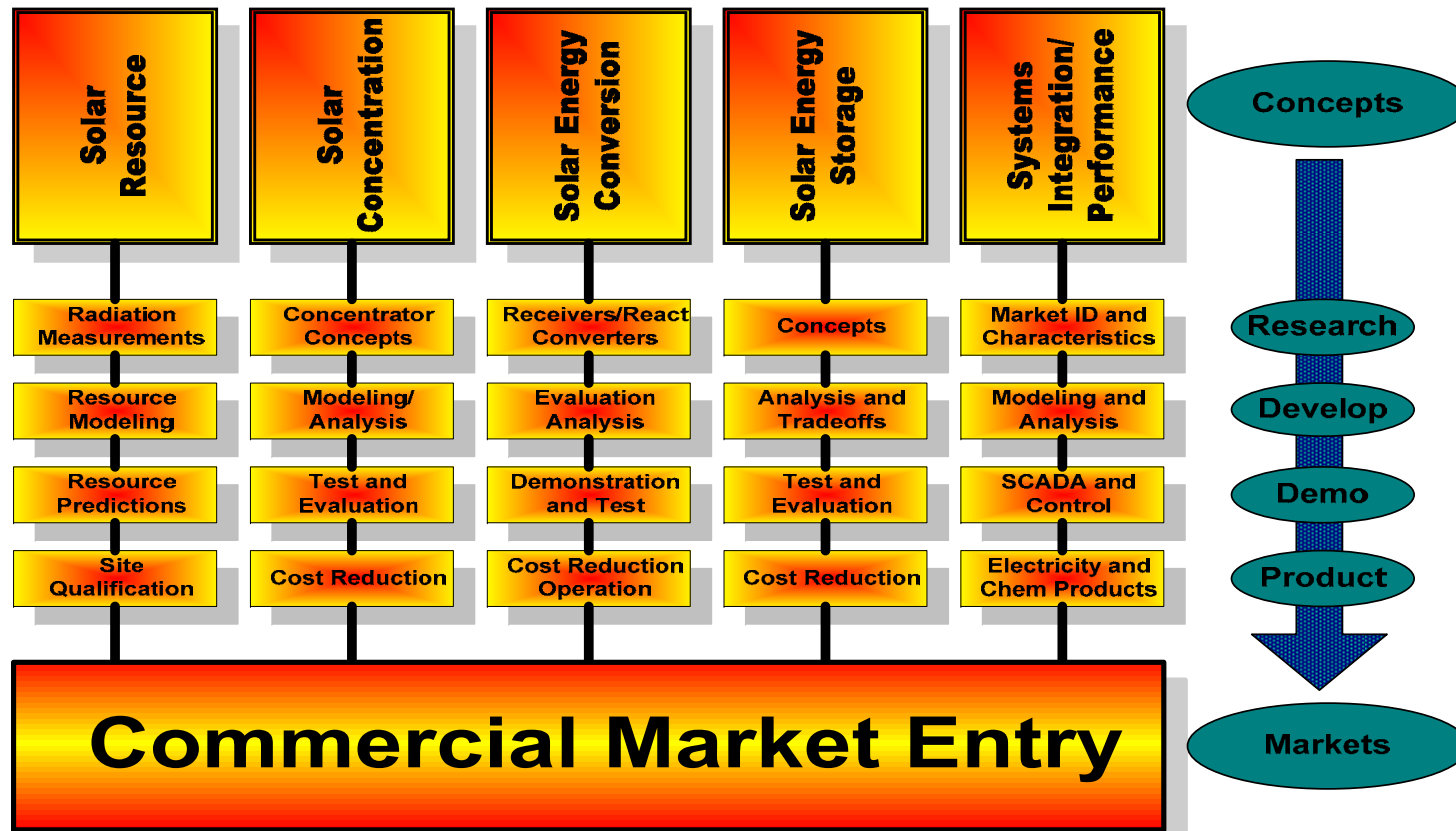 Solar
Resource
Solar
Concentration
Solar Energy
Conversion
Solar Energy
Storage
Systems
Integration/
Performance
Concepts
Radiation
Measurements
Concentrator
Concepts
Receivers/React
Converters
Concepts
Market ID and
Characteristics
Research
Resource
Modeling
Modeling/
Analysis
Evaluation
Analysis
Analysis and
Tradeoffs
Modeling and
Analysis
Develop
Resource
Predictions
Test and
Evaluation
Demonstration
and Test
Test and
Evaluation
SCADA and
Control
Demo
Site
Qualification
Cost Reduction
Cost Reduction
Operation
Cost Reduction
Electricity and
Chem Products
Product
Commercial Market Entry
Markets